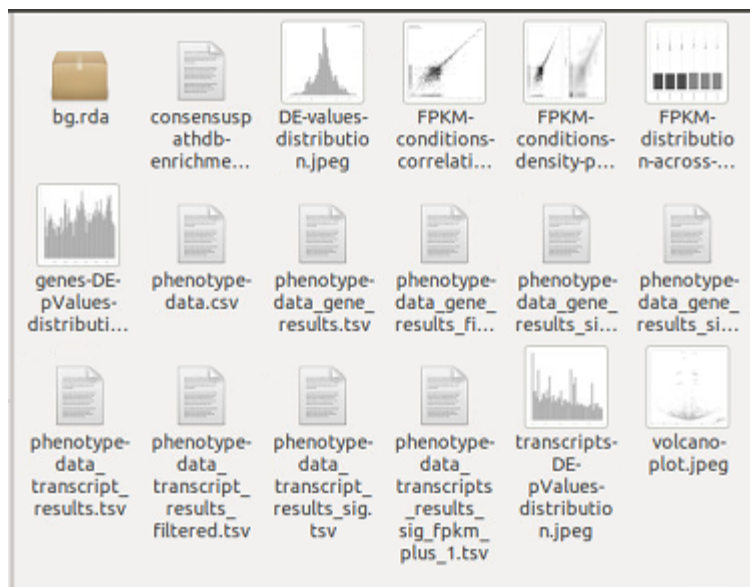 bg.rda
consensusp
athdb-
enrichme...
DE-values-
distributio
n.jpeg
FPKM-
conditions-
correlati...
FPKM-
conditions-
density-p...
FPKM-
distributio
n-across-...
genes-DE-
pValues-
distributi...
phenotype-
data.csv
phenotype-
data_gene_
results.tsv
phenotype-
data_gene_
results_fi...
phenotype-
data_gene_
results_si...
phenotype-
data_gene_
results_si...
phenotype-
data_
transcript_
results.tsv
phenotype-
data_
transcript_
results_
filtered.tsv
phenotype-
data_
transcript_
results_sig.
tsv
phenotype-
data_
transcripts
_results_
sig_fpkm_
plus_1.tsv
transcripts-
DE-
pValues-
distributio
n.jpeg
volcano-
plot.jpeg